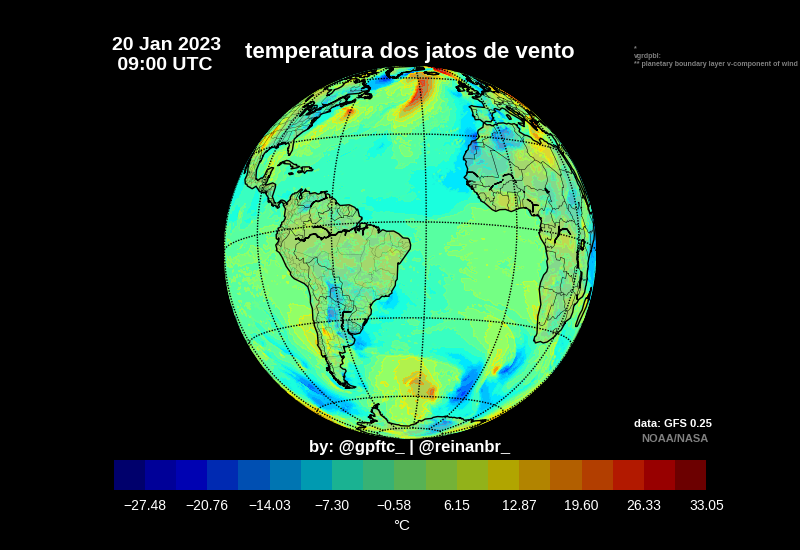 20 Jan 2023
09:00 UTC
temperatura dos jatos de vento
*
vgrdpbl:
** planetary boundary layer v-component of wind
data: GFS 0.25
NOAA/NASA
by: @gpftc_ | @reinanbr_
−27.48 −20.76 −14.03 −7.30 −0.58 6.15 12.87 19.60 26.33 33.05
°C